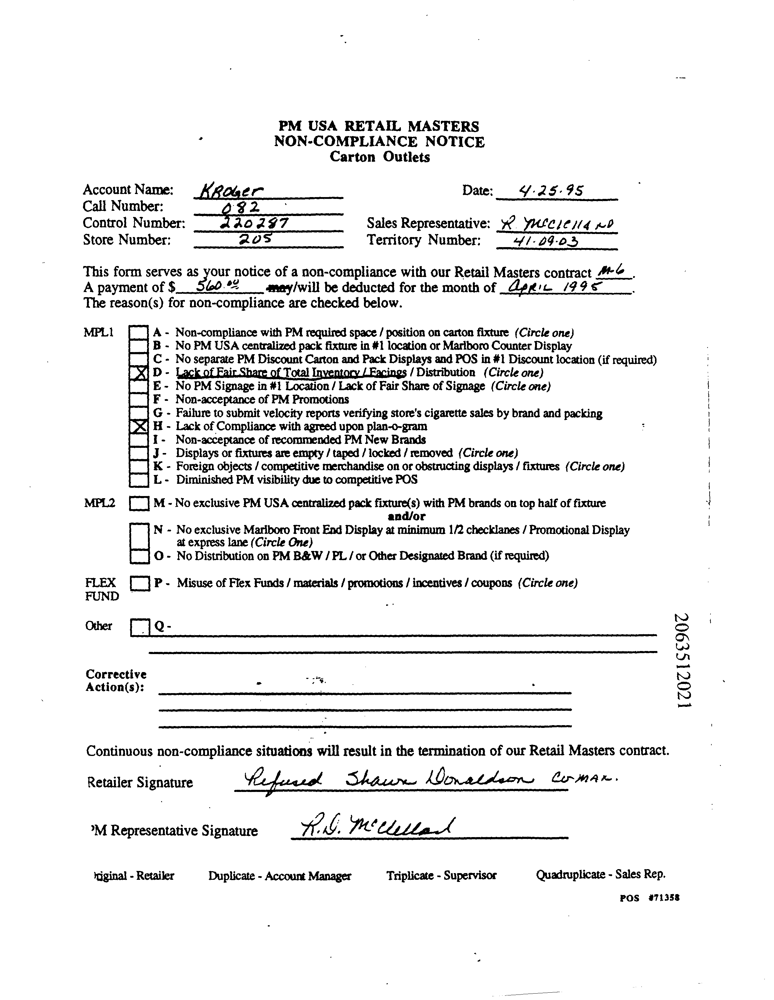 PM USA RETAIL MASTERS
NON-COMPLIANCE NOTICE
Carton Outlets
Account Name: KRoGer Date: 4·25·95
Call Number: 082
Control Number: 220287 Sales Representative: R McClelland
Store Number: 205 Territory Number: 41·09·03
This form serves as your notice of a non-compliance with our Retail Masters contract M-6.
A payment of $ 560.00 may/will be deducted for the month of APRIL 1995.
The reason(s) for non-compliance are checked below.
MPL1 A - Non-compliance with PM required space / position on carton fixture (Circle one)
B - No PM USA centralized pack fixture in #1 location or Marlboro Counter Display
C - No separate PM Discount Carton and Pack Displays and POS in #1 Discount location (if required)
X D - Lack of Fair Share of Total Inventory / Facings / Distribution (Circle one)
E - No PM Signage in #1 Location / Lack of Fair Share of Signage (Circle one)
F - Non-acceptance of PM Promotions
G - Failure to submit velocity reports verifying store's cigarette sales by brand and packing
X H - Lack of Compliance with agreed upon plan-o-gram
I - Non-acceptance of recommended PM New Brands
J - Displays or fixtures are empty / taped / locked / removed (Circle one)
K - Foreign objects / competitive merchandise on or obstructing displays / fixtures (Circle one)
L - Diminished PM visibility due to competitive POS
MPL2 M - No exclusive PM USA centralized pack fixture(s) with PM brands on top half of fixture
and/or
N - No exclusive Marlboro Front End Display at minimum 1/2 checklanes / Promotional Display
at express lane (Circle One)
O - No Distribution on PM B&W / PL / or Other Designated Brand (if required)
FLEX P - Misuse of Flex Funds / materials / promotions / incentives / coupons (Circle one)
FUND
Other Q -
2063512021
Corrective
Action(s):
Continuous non-compliance situations will result in the termination of our Retail Masters contract.
Retailer Signature Refused Shawn Donaldson Co-MAN.
'M Representative Signature R.D. McClelland
riginal - Retailer Duplicate - Account Manager Triplicate - Supervisor Quadruplicate - Sales Rep.
POS #71358